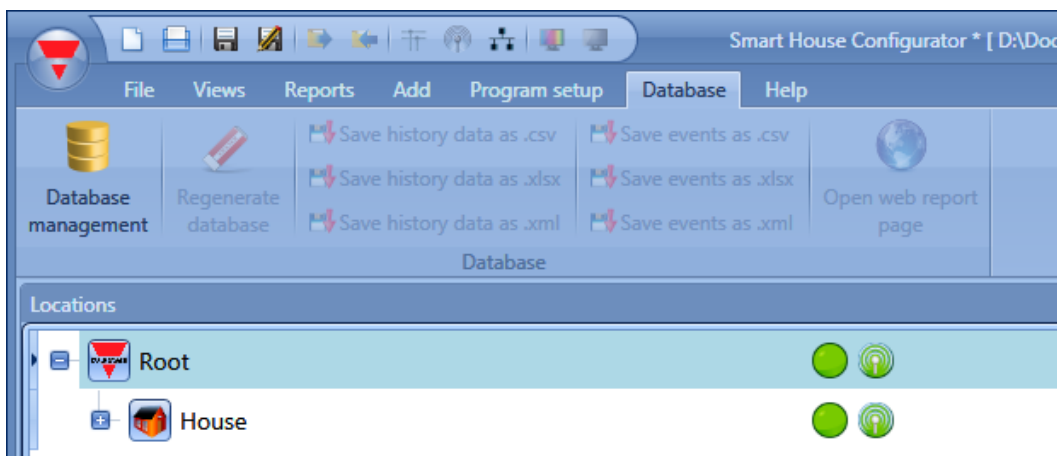 Smart House Configurator * [ D:\Doc
File Views Reports Add Program setup Database Help
Database management
Regenerate database
Save history data as .csv
Save history data as .xlsx
Save history data as .xml
Save events as .csv
Save events as .xlsx
Save events as .xml
Open web report page
Database
Locations
Root
House